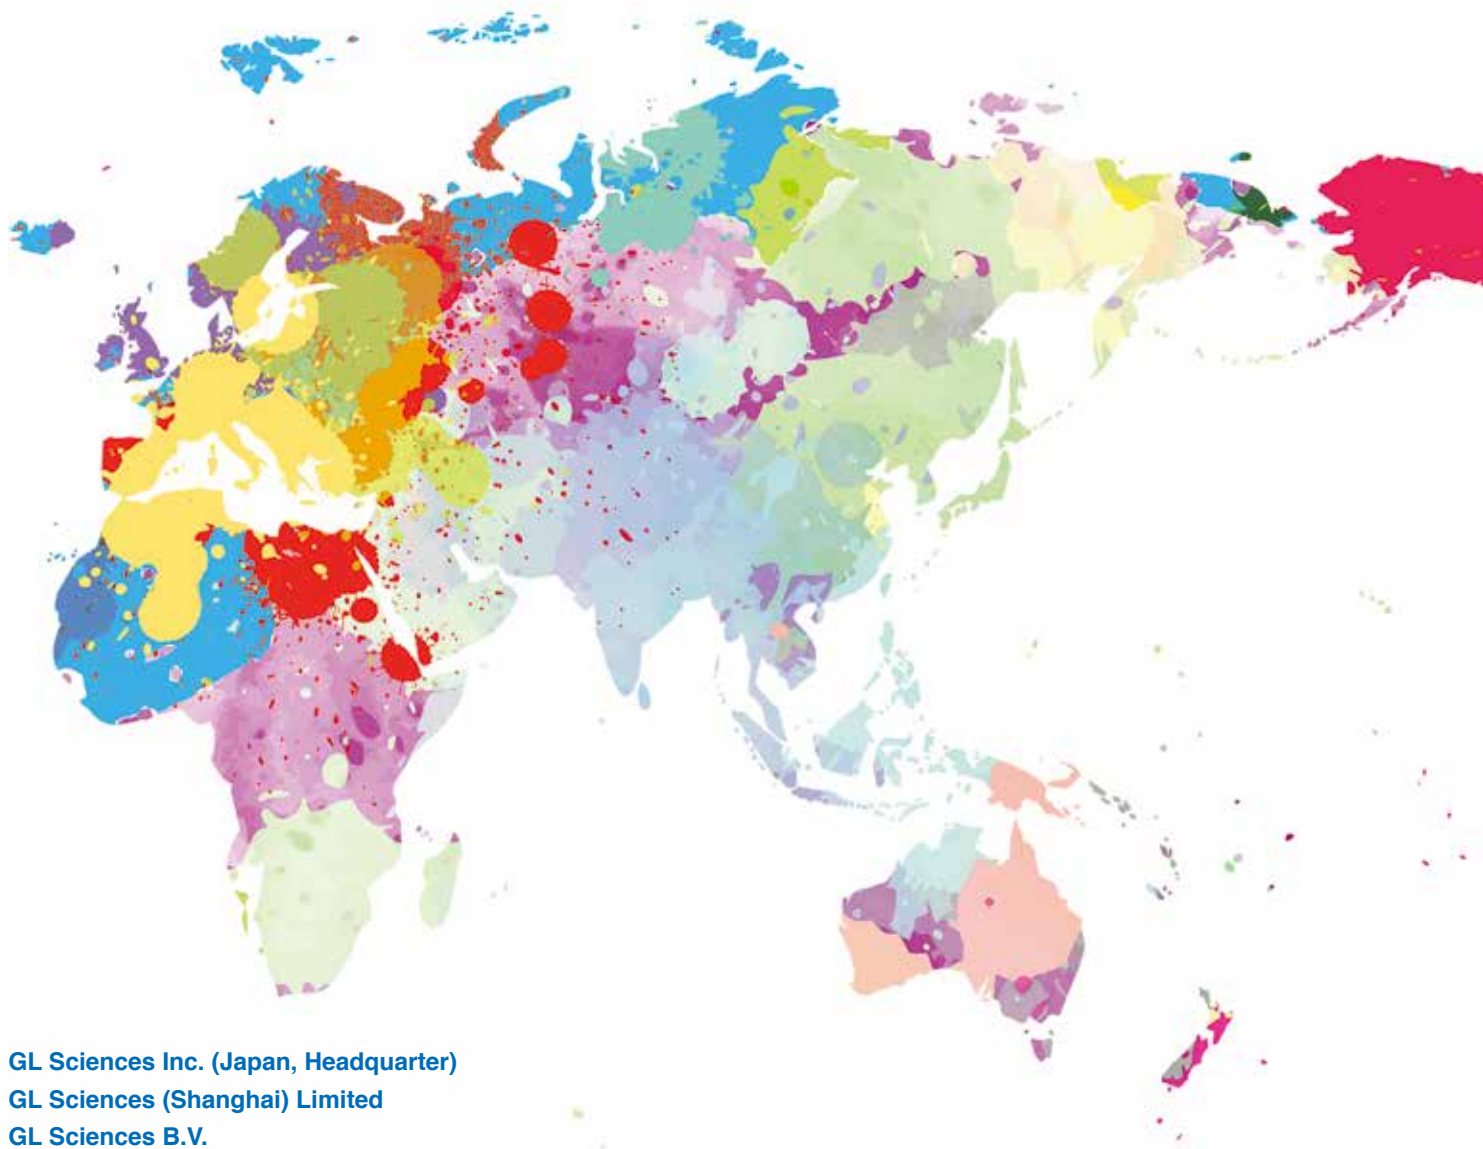 GL Sciences Inc. (Japan, Headquarter)
GL Sciences (Shanghai) Limited
GL Sciences B.V.